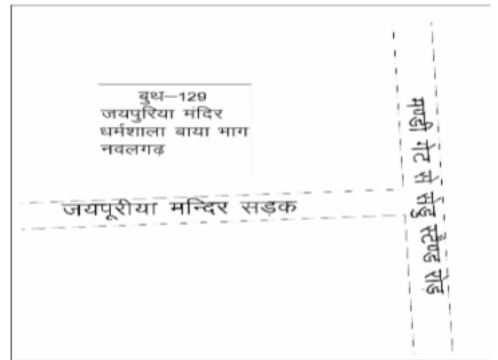 बुथ–129
जयपुरिया मंदिर
धर्मशाला बाया भाग
नवलगढ़
जयपूरीया मन्दिर सड़क
मण्डी गेट से सेडु स्टेण्ड रोड